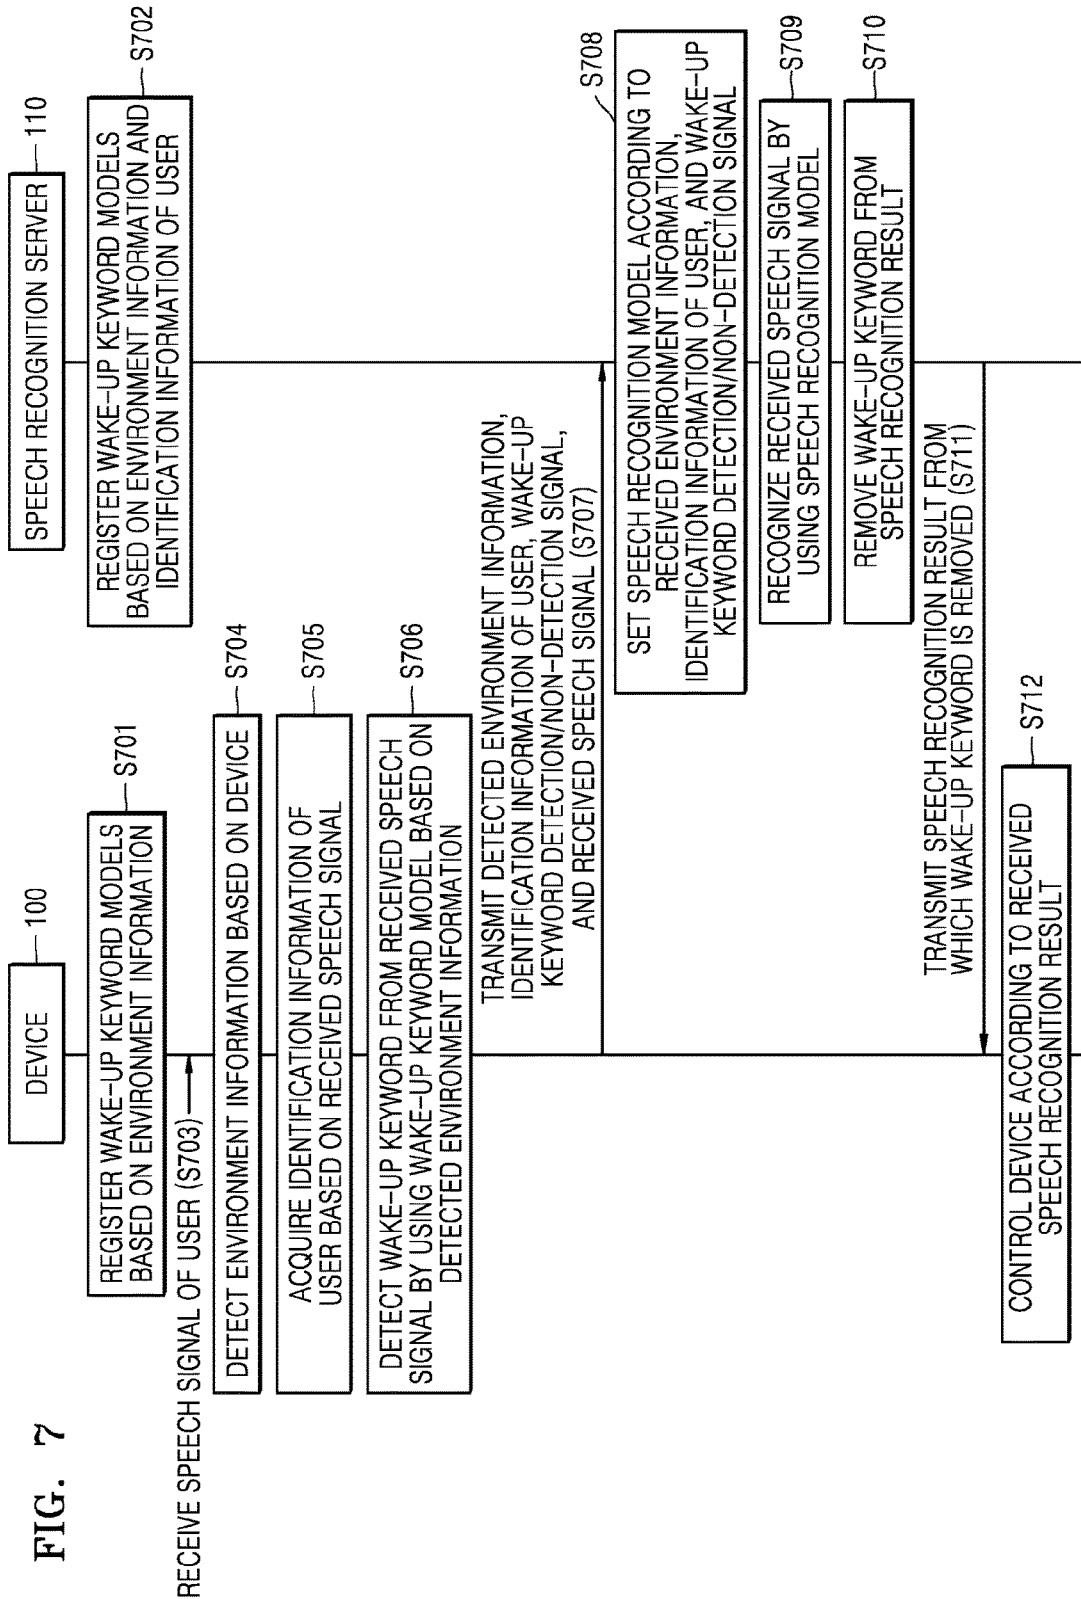 FIG. 7
DEVICE
100
SPEECH RECOGNITION SERVER
110
REGISTER WAKE-UP KEYWORD MODELS
BASED ON ENVIRONMENT INFORMATION
S701
REGISTER WAKE-UP KEYWORD MODELS
BASED ON ENVIRONMENT INFORMATION AND
IDENTIFICATION INFORMATION OF USER
S702
RECEIVE SPEECH SIGNAL OF USER (S703)
DETECT ENVIRONMENT INFORMATION BASED ON DEVICE
S704
ACQUIRE IDENTIFICATION INFORMATION OF
USER BASED ON RECEIVED SPEECH SIGNAL
S705
DETECT WAKE-UP KEYWORD FROM RECEIVED SPEECH
SIGNAL BY USING WAKE-UP KEYWORD MODEL BASED ON
DETECTED ENVIRONMENT INFORMATION
S706
TRANSMIT DETECTED ENVIRONMENT INFORMATION,
IDENTIFICATION INFORMATION OF USER, WAKE-UP
KEYWORD DETECTION/NON-DETECTION SIGNAL,
AND RECEIVED SPEECH SIGNAL (S707)
S708
SET SPEECH RECOGNITION MODEL ACCORDING TO
RECEIVED ENVIRONMENT INFORMATION,
IDENTIFICATION INFORMATION OF USER, AND WAKE-UP
KEYWORD DETECTION/NON-DETECTION SIGNAL
RECOGNIZE RECEIVED SPEECH SIGNAL BY
USING SPEECH RECOGNITION MODEL
S709
REMOVE WAKE-UP KEYWORD FROM
SPEECH RECOGNITION RESULT
S710
TRANSMIT SPEECH RECOGNITION RESULT FROM
WHICH WAKE-UP KEYWORD IS REMOVED (S711)
CONTROL DEVICE ACCORDING TO RECEIVED
SPEECH RECOGNITION RESULT
S712